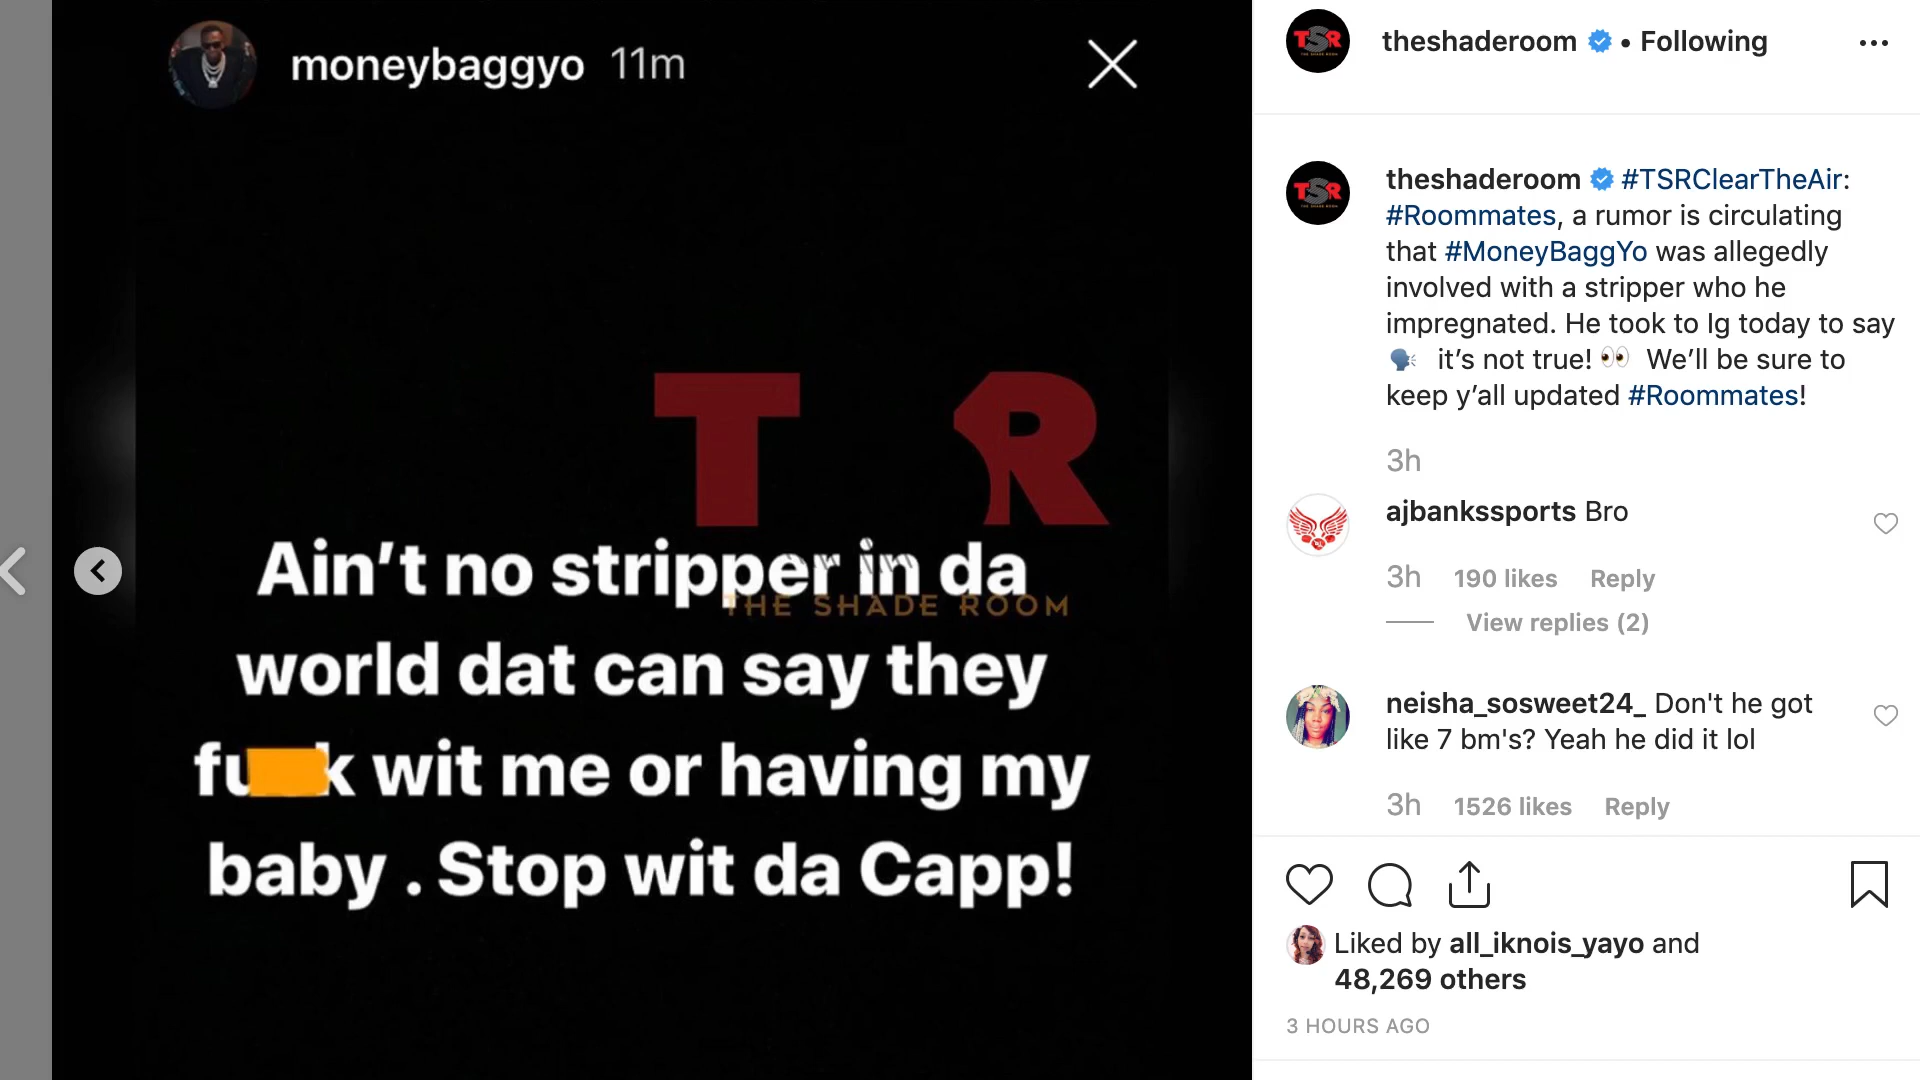 moneybaggyo 11m
T R
THE SHADE ROOM
Ain't no stripper in da
world dat can say they
fu k wit me or having my
baby . Stop wit da Capp!
TSR
theshaderoom • Following
TSR
theshaderoom #TSRClearTheAir:
#Roommates, a rumor is circulating
that #MoneyBaggYo was allegedly
involved with a stripper who he
impregnated. He took to Ig today to say
🗣 it's not true! 👀 We'll be sure to
keep y'all updated #Roommates!
3h
ajbankssports Bro
3h 190 likes Reply
View replies (2)
neisha_sosweet24_ Don't he got
like 7 bm's? Yeah he did it lol
3h 1526 likes Reply
Liked by all_iknois_yayo and
48,269 others
3 HOURS AGO